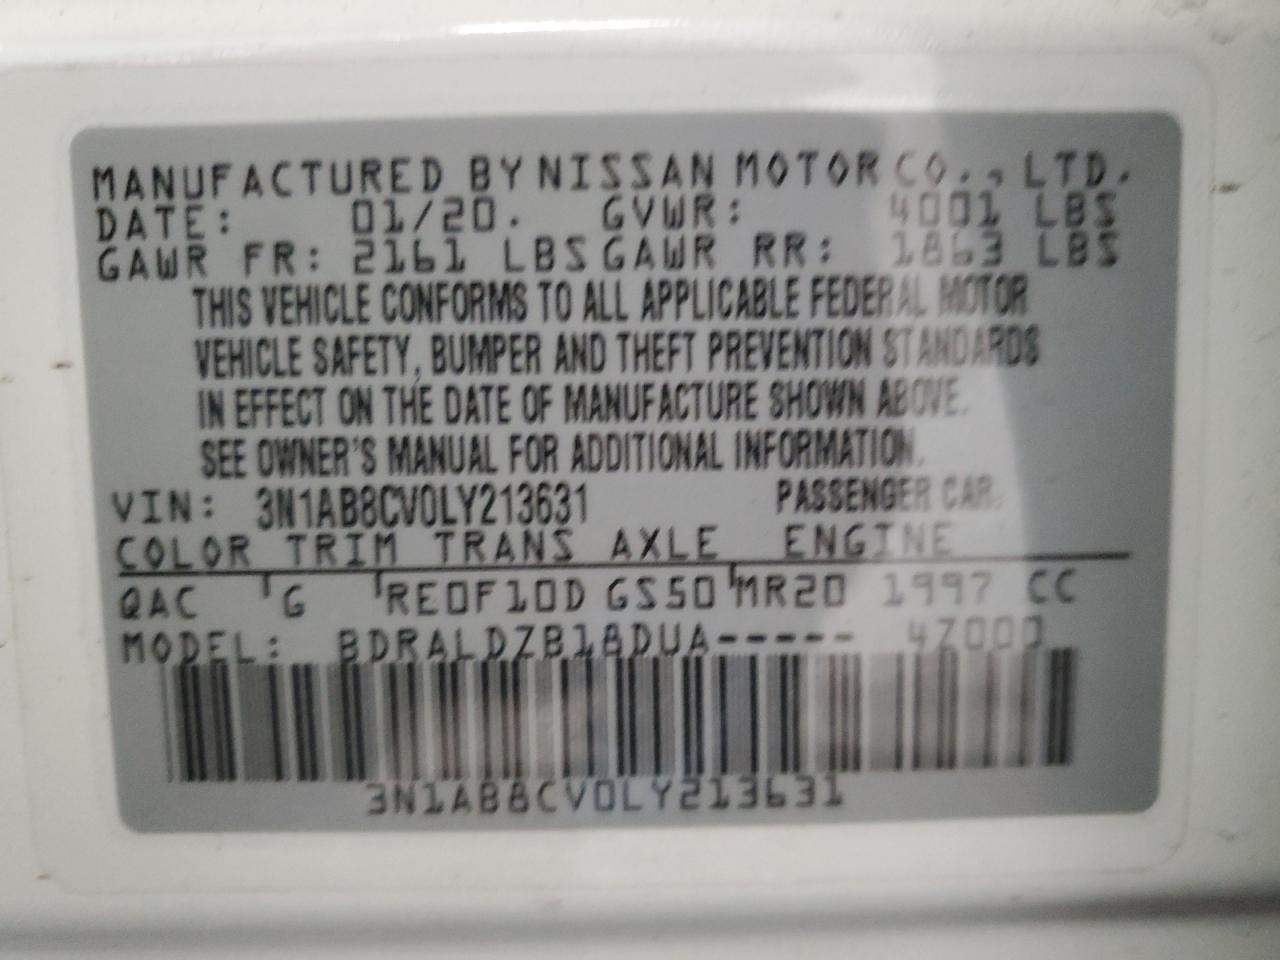 MANUFACTURED BY NISSAN MOTOR CO., LTD.
DATE: 01/20. GVWR: 4001 LBS
GAWR FR: 2161 LBS GAWR RR: 1863 LBS
THIS VEHICLE CONFORMS TO ALL APPLICABLE FEDERAL MOTOR
VEHICLE SAFETY, BUMPER AND THEFT PREVENTION STANDARDS
IN EFFECT ON THE DATE OF MANUFACTURE SHOWN ABOVE.
SEE OWNER'S MANUAL FOR ADDITIONAL INFORMATION.
VIN: 3N1AB8CV0LY213631 PASSENGER CAR
COLOR TRIM TRANS AXLE ENGINE
QAC G RE0F10D GS50 MR20 1997 CC
MODEL: BDRALDZB18DUA----- 4Z000
3N1AB8CV0LY213631